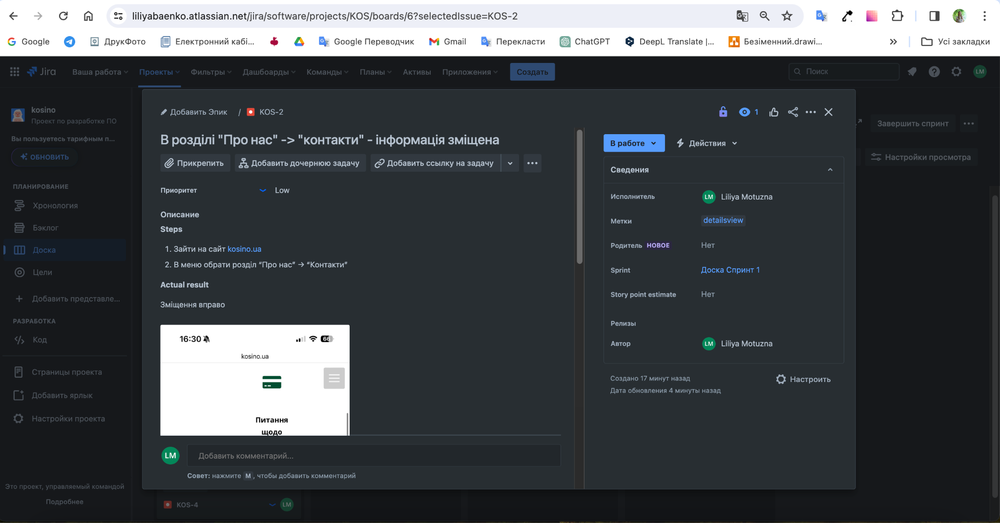 liliyabaenko.atlassian.net/jira/software/projects/KOS/boards/6?selectedIssue=KOS-2
Google
ДрукФото
Електронний кабі...
Google Переводчик
Gmail
Перекласти
ChatGPT
DeepL Translate |...
Безіменний.drawi...
Усі закладки
Jira
Ваша работа
Проекты
Фильтры
Дашборды
Команды
Планы
Активы
Приложения
Создать
Поиск
LM
kosino
Проект по разработке ПО
Вы пользуетесь тарифным п...
ОБНОВИТЬ
ПЛАНИРОВАНИЕ
Хронология
Бэклог
Доска
Цели
Добавить представле...
РАЗРАБОТКА
Код
Страницы проекта
Добавить ярлык
Настройки проекта
Это проект, управляемый командой
Подробнее
Добавить Эпик / KOS-2
1
В розділі "Про нас" -> "контакти" - інформація зміщена
Прикрепить
Добавить дочернюю задачу
Добавить ссылку на задачу
Приоритет
Low
Описание
Steps
1. Зайти на сайт kosino.ua
2. В меню обрати розділ “Про нас” → “Контакти”
Actual result
Зміщення вправо
16:30
66
kosino.ua
Питання
щодо
LM
Добавить комментарий...
Совет: нажмите M, чтобы добавить комментарий
В работе
Действия
Сведения
Исполнитель
LM Liliya Motuzna
Метки
detailsview
Родитель НОВОЕ
Нет
Sprint
Доска Спринт 1
Story point estimate
Нет
Релизы
Автор
LM Liliya Motuzna
Создано 17 минут назад
Дата обновления 4 минуты назад
Настроить
Завершить спринт
Настройки просмотра
KOS-4
LM